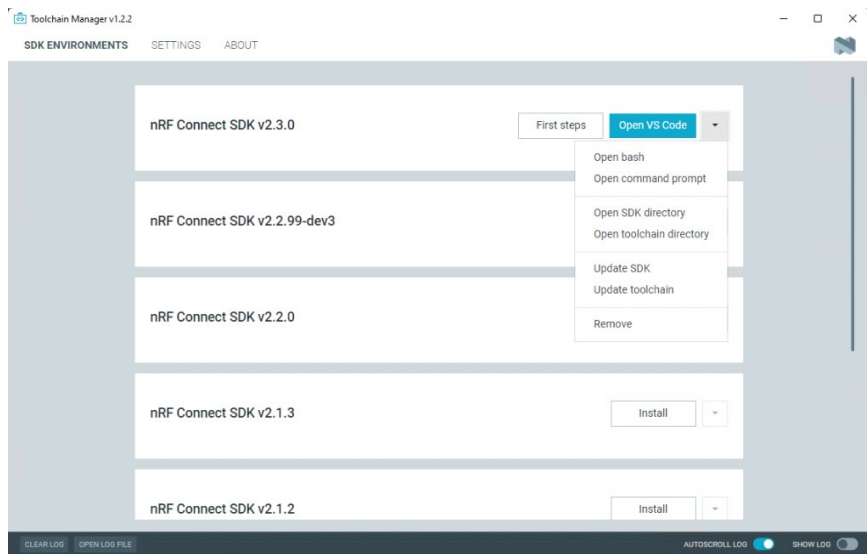 Toolchain Manager v1.2.2
SDK ENVIRONMENTS SETTINGS ABOUT
nRF Connect SDK v2.3.0 First steps Open VS Code
Open bash
Open command prompt
nRF Connect SDK v2.2.99-dev3
Open SDK directory
Open toolchain directory
Update SDK
Update toolchain
nRF Connect SDK v2.2.0
Remove
nRF Connect SDK v2.1.3 Install
nRF Connect SDK v2.1.2 Install
CLEAR LOG OPEN LOG FILE AUTOSCROLL LOG SHOW LOG